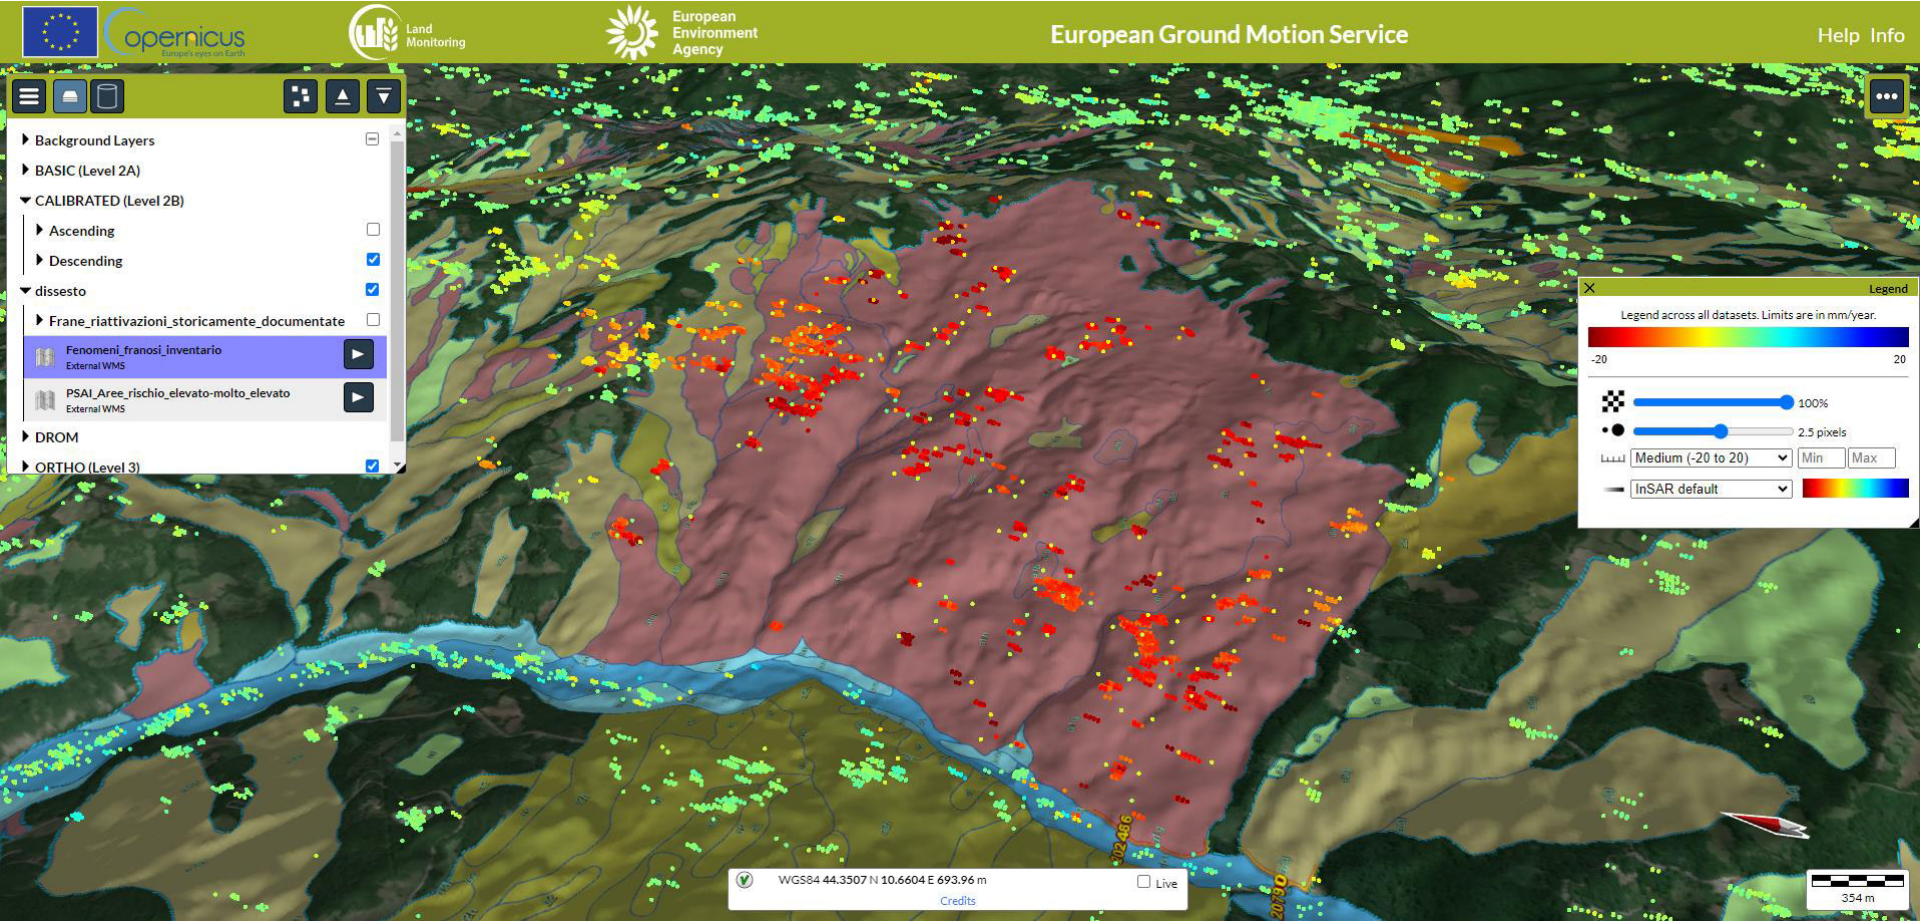 opernicus
Europe's eyes on Earth
Land
Monitoring
European
Environment
Agency
European Ground Motion Service
Help Info
Background Layers
BASIC (Level 2A)
CALIBRATED (Level 2B)
Ascending
Descending
dissesto
Frane_riattivazioni_storicamente_documentate
Fenomeni_franosi_inventario
External WMS
PSAI_Aree_rischio_elevato-molto_elevato
External WMS
DROM
ORTHO (Level 3)
Legend
Legend across all datasets. Limits are in mm/year.
-20 20
100%
2.5 pixels
Medium (-20 to 20) Min Max
InSAR default
WGS84 44.3507 N 10.6604 E 693.96 m
Live
Credits
354 m